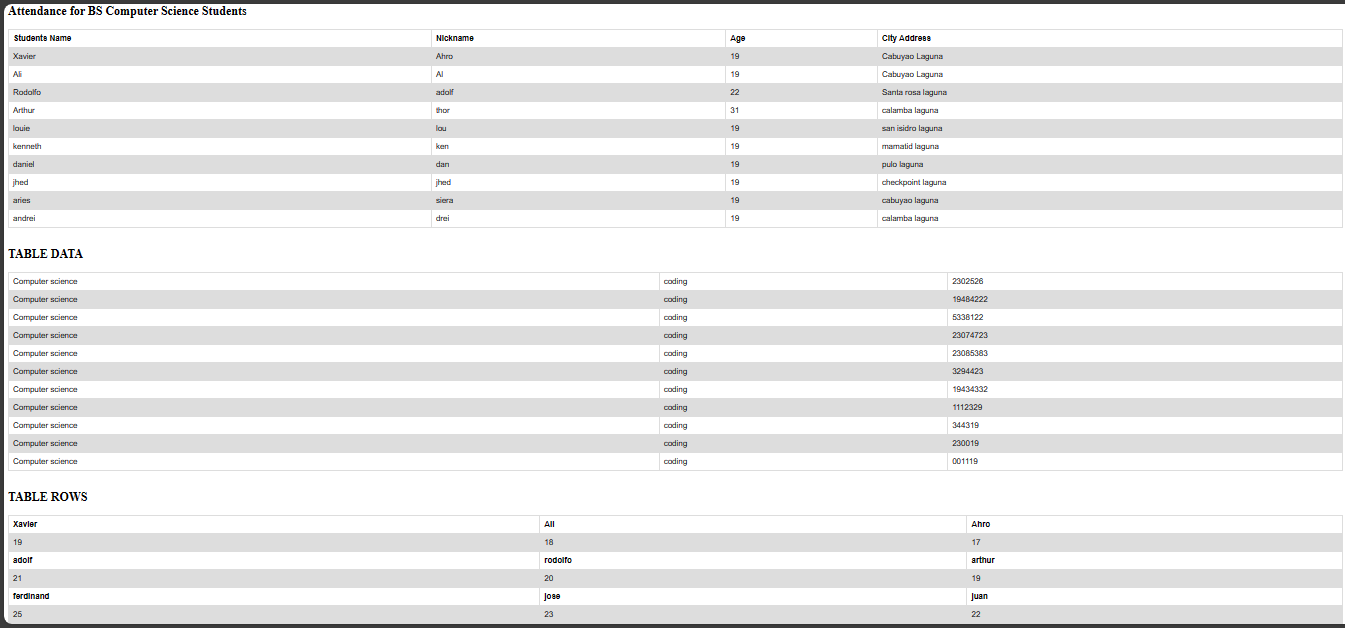 Attendance for BS Computer Science Students
Students Name Nickname Age City Address
Xavier Ahro 19 Cabuyao Laguna
Ali Al 19 Cabuyao Laguna
Rodolfo adolf 22 Santa rosa laguna
Arthur thor 31 calamba laguna
louie lou 19 san isidro laguna
kenneth ken 19 mamatid laguna
daniel dan 19 pulo laguna
jhed jhed 19 checkpoint laguna
aries siera 19 cabuyao laguna
andrei drei 19 calamba laguna
TABLE DATA
Computer science coding 2302526
Computer science coding 19484222
Computer science coding 5338122
Computer science coding 23074723
Computer science coding 23085383
Computer science coding 3294423
Computer science coding 19434332
Computer science coding 1112329
Computer science coding 344319
Computer science coding 230019
Computer science coding 001119
TABLE ROWS
Xavier Ali Ahro
19 18 17
adolf rodolfo arthur
21 20 19
ferdinand jose juan
25 23 22